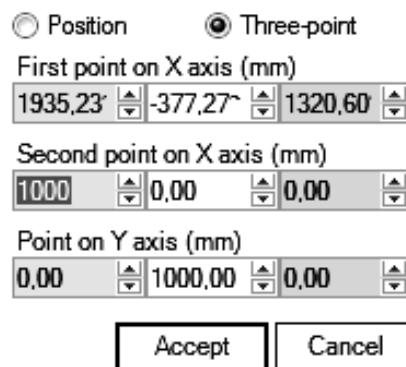 Position Three-point
First point on X axis (mm)
1935,23 -377,27 1320,60
Second point on X axis (mm)
1000 0,00 0,00
Point on Y axis (mm)
0,00 1000,00 0,00
Accept Cancel